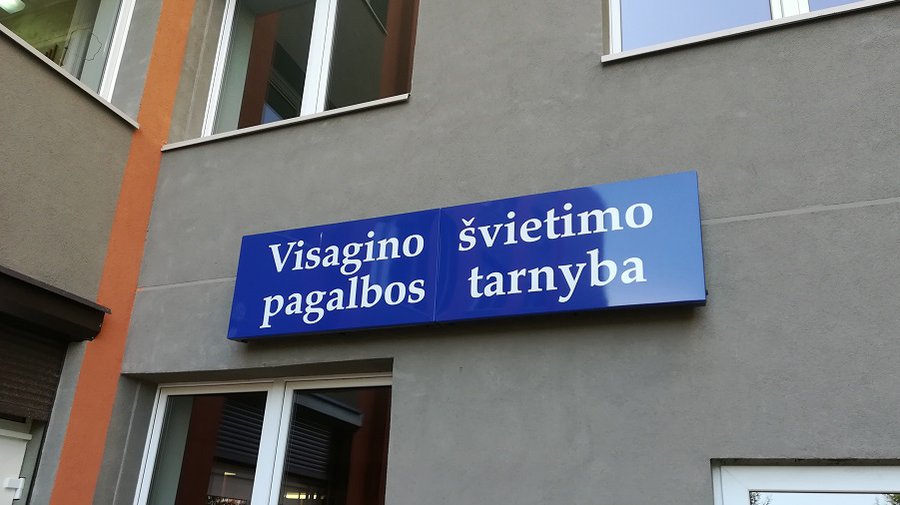 Visagino švietimo
pagalbos tarnyba